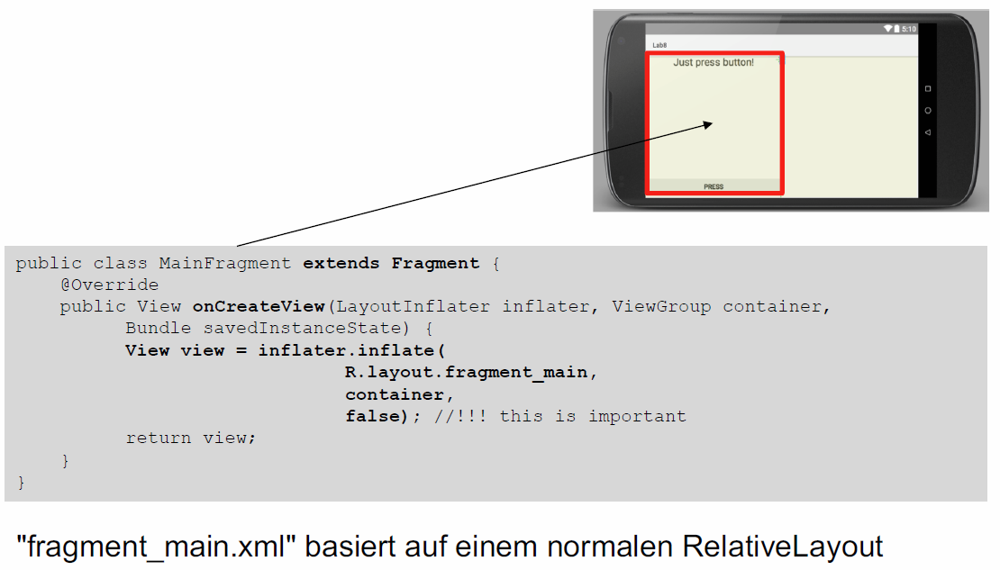 5:10
Lab8
Just press button!
PRESS
public class MainFragment extends Fragment {
@Override
public View onCreateView(LayoutInflater inflater, ViewGroup container,
Bundle savedInstanceState) {
View view = inflater.inflate(
R.layout.fragment_main,
container,
false); //!!! this is important
return view;
}
}
"fragment_main.xml" basiert auf einem normalen RelativeLayout